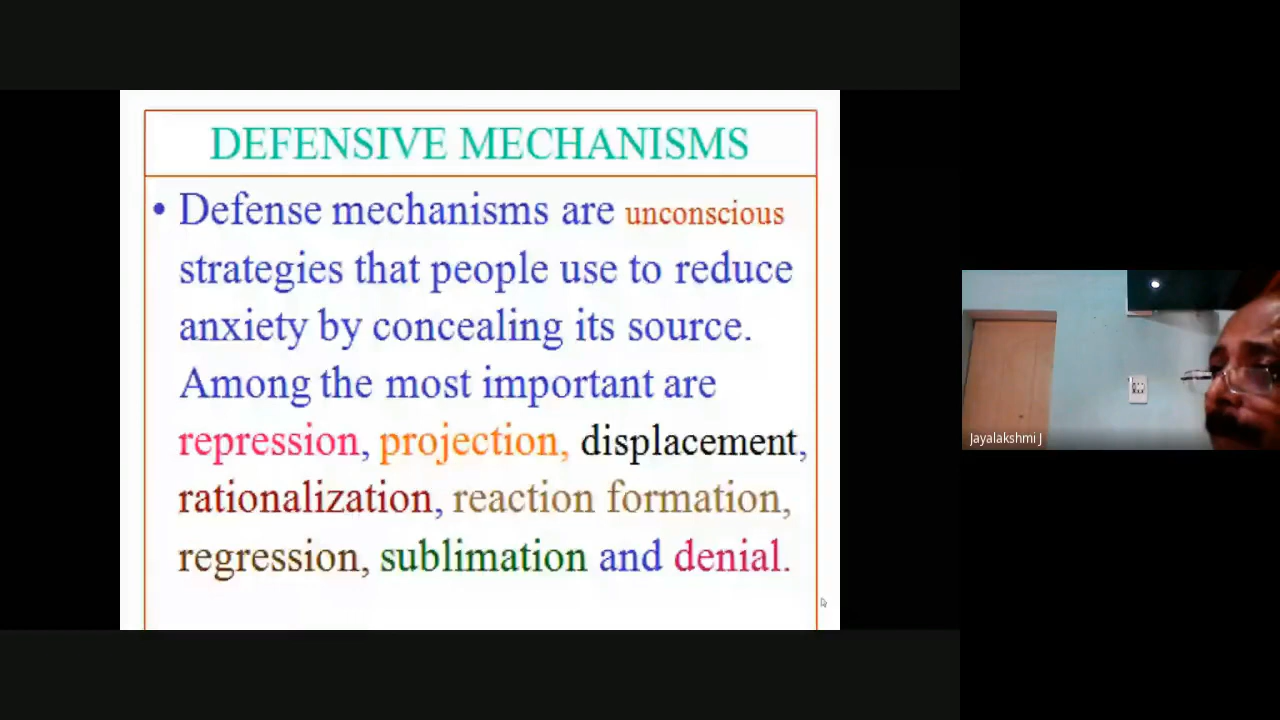 DEFENSIVE MECHANISMS
• Defense mechanisms are unconscious
strategies that people use to reduce
anxiety by concealing its source.
Among the most important are
repression, projection, displacement,
rationalization, reaction formation,
regression, sublimation and denial.
Jayalakshmi J